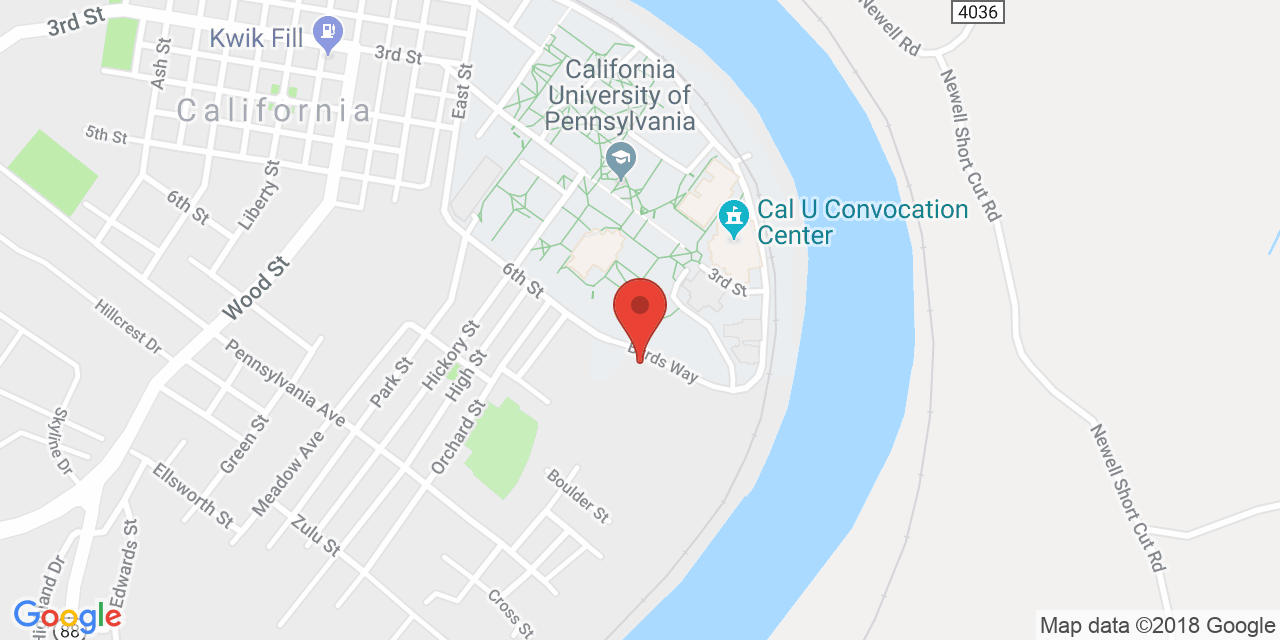 3rd St
Kwik Fill
3rd St
4036
Newell Rd
Ash St
California
East St
California
University of
Pennsylvania
Newell Short Cut Rd
5th St
6th St
Liberty St
Cal U Convocation
Center
Wood St
6th St
3rd St
Hillcrest Dr
Pennsylvania Ave
Park St
Hickory St
High St
Orchard St
Way
Skyline Dr
Green St
Meadow Ave
Ellsworth St
Zulu St
Boulder St
Newell Short Cut Rd
Edwards St
Cross St
Dr
Google
(88)
Map data ©2018 Google